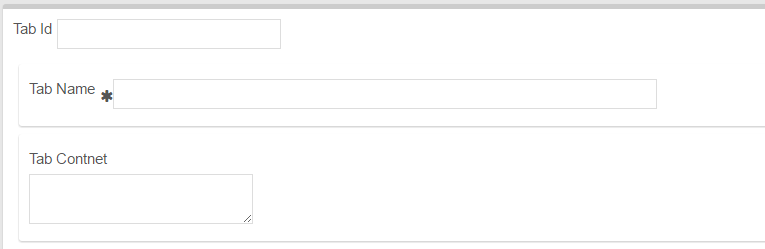 Tab Id
Tab Name ✱
Tab Contnet